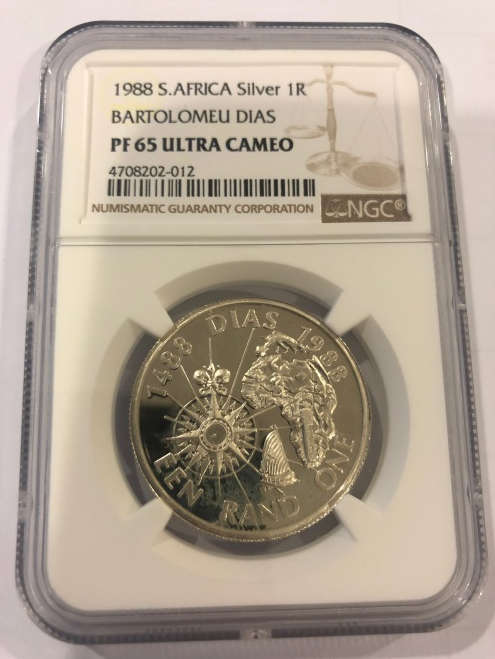 1988 S.AFRICA Silver 1R
BARTOLOMEU DIAS
PF 65 ULTRA CAMEO
4708202-012
NUMISMATIC GUARANTY CORPORATION
NGC®
1488 DIAS 1988
EEN RAND ONE